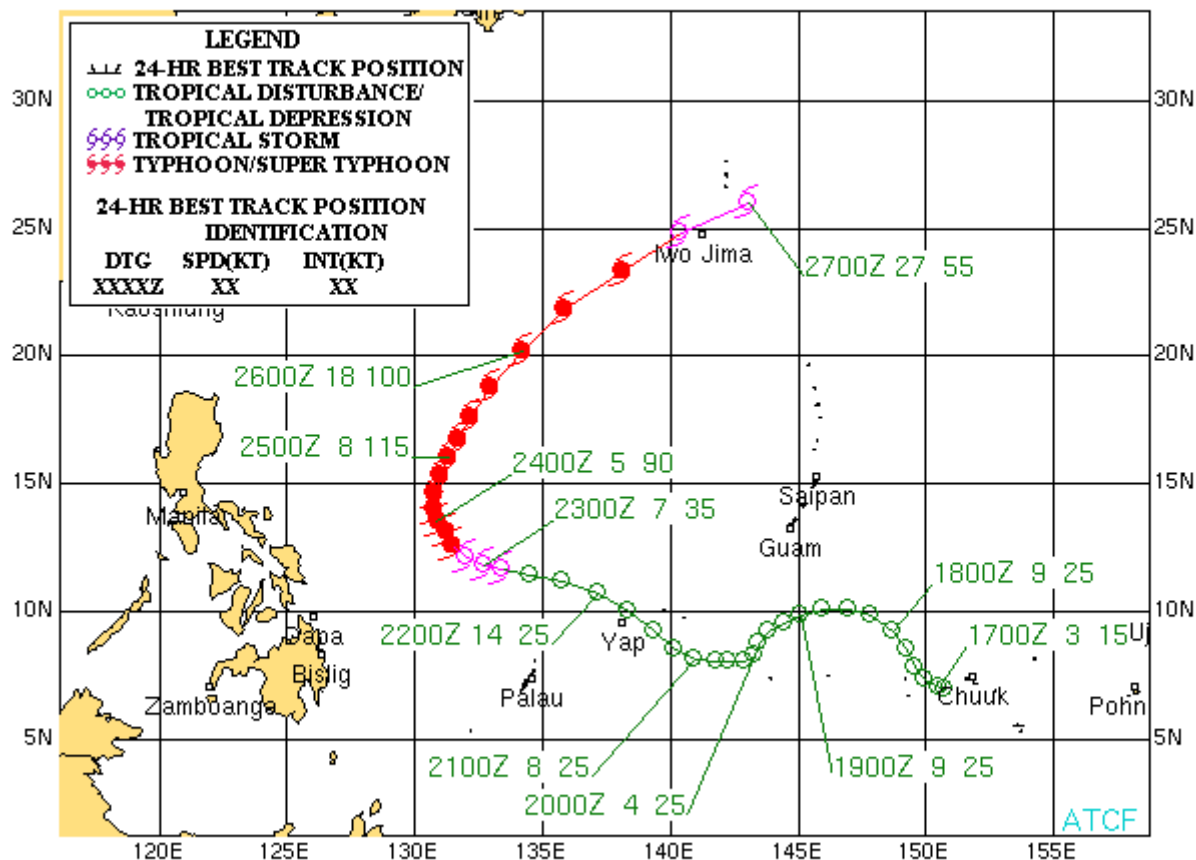 LEGEND
24-HR BEST TRACK POSITION
TROPICAL DISTURBANCE/
TROPICAL DEPRESSION
TROPICAL STORM
TYPHOON/SUPER TYPHOON
24-HR BEST TRACK POSITION
IDENTIFICATION
DTG SPD(KT) INT(KT)
XXXXZ XX XX
30N 30N
25N 25N
Iwo Jima
2700Z 27 55
20N 20N
2600Z 18 100
2500Z 8 115
2400Z 5 90
15N 15N
2300Z 7 35
Saipan
Guam
1800Z 9 25
10N 10N
2200Z 14 25
Yap
1700Z 3 15
Uj
Bislig
Palau
Zamboanga
Chuuk
Pohn
5N 5N
2100Z 8 25
1900Z 9 25
2000Z 4 25
ATCF
120E 125E 130E 135E 140E 145E 150E 155E